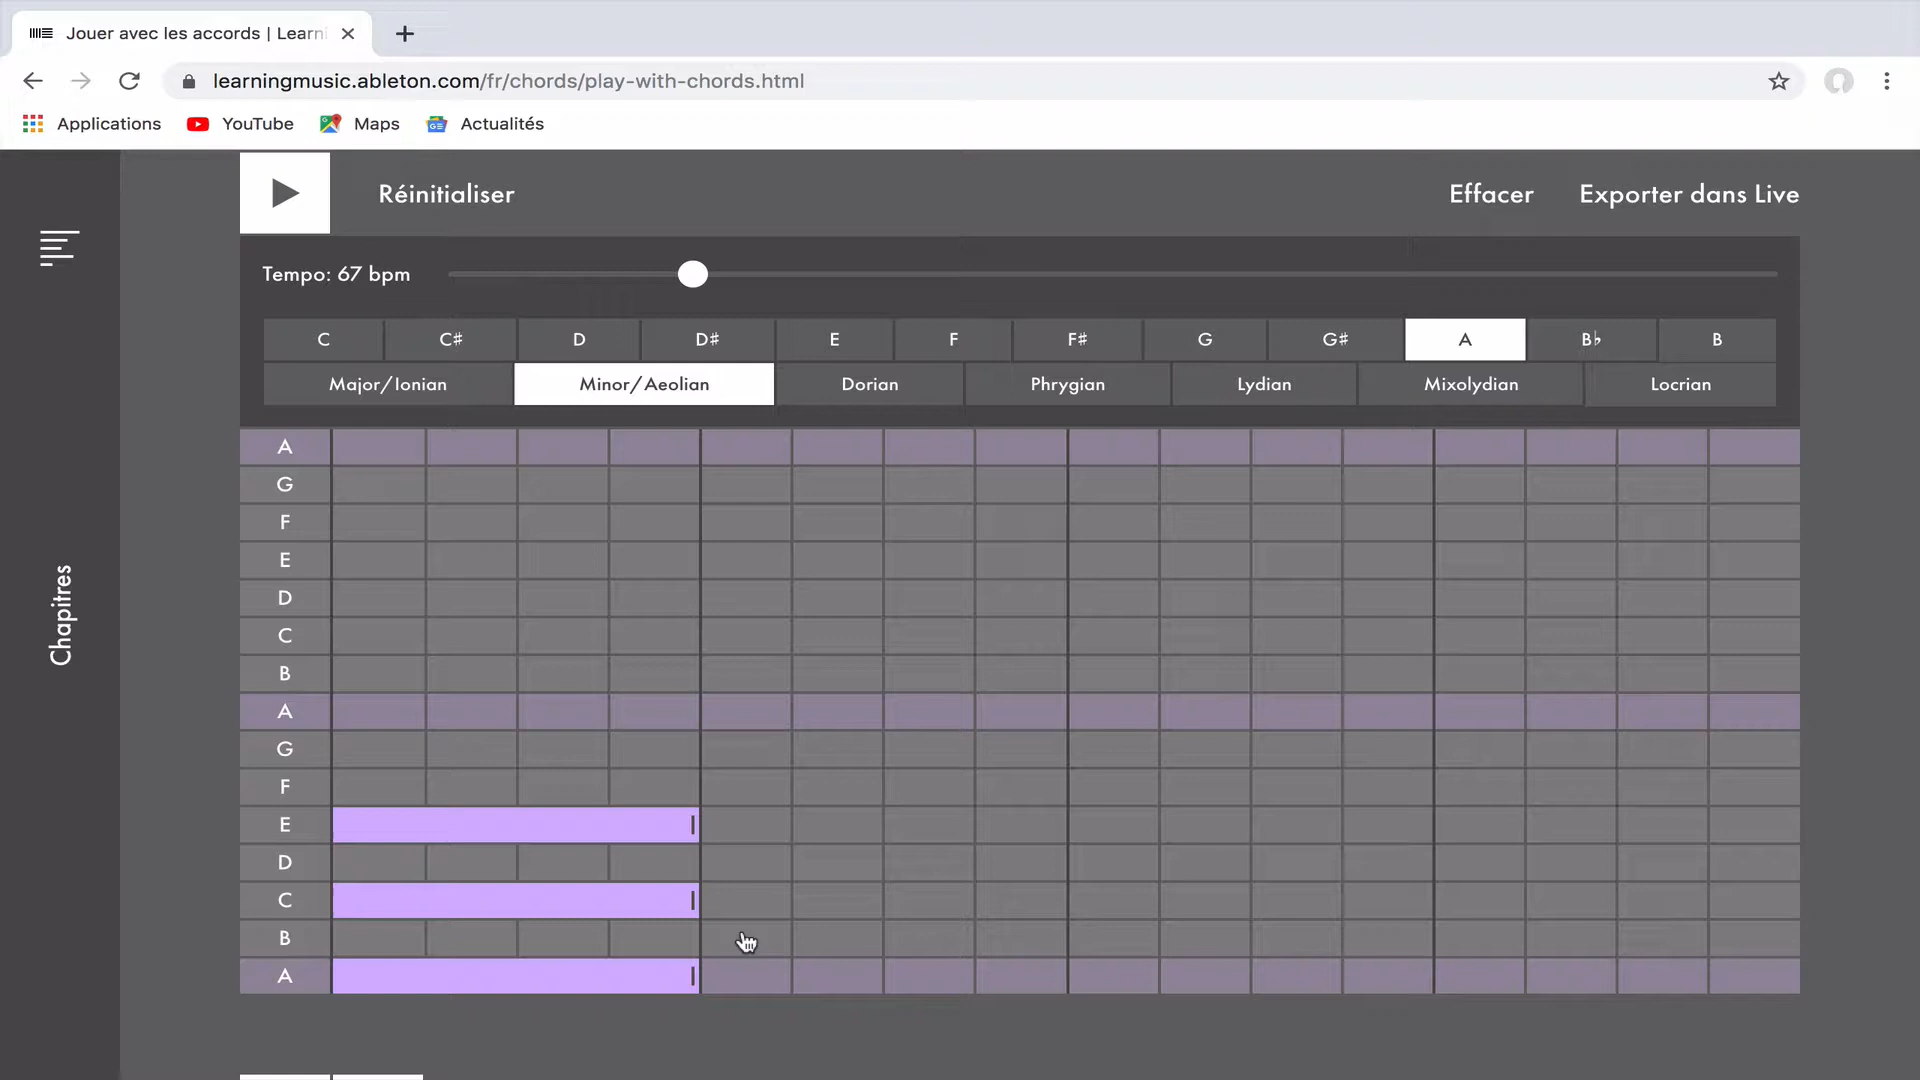 Jouer avec les accords | Learni
learningmusic.ableton.com/fr/chords/play-with-chords.html
Applications YouTube Maps Actualités
Réinitialiser Effacer Exporter dans Live
Tempo: 67 bpm
C C♯ D D♯ E F F♯ G G♯ A B♭ B
Major/Ionian Minor/Aeolian Dorian Phrygian Lydian Mixolydian Locrian
A
G
F
E
D
C
B
A
G
F
E
D
C
B
A
Chapitres